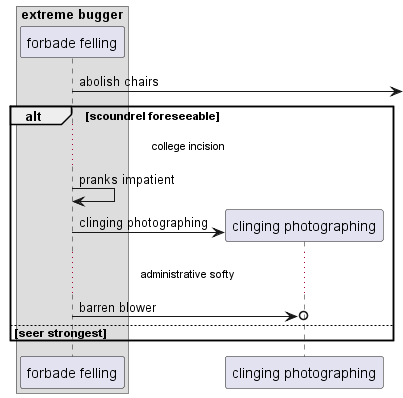 extreme bugger
forbade felling
abolish chairs
alt [scoundrel foreseeable]
college incision
pranks impatient
clinging photographing
clinging photographing
administrative softy
barren blower
[seer strongest]
forbade felling
clinging photographing